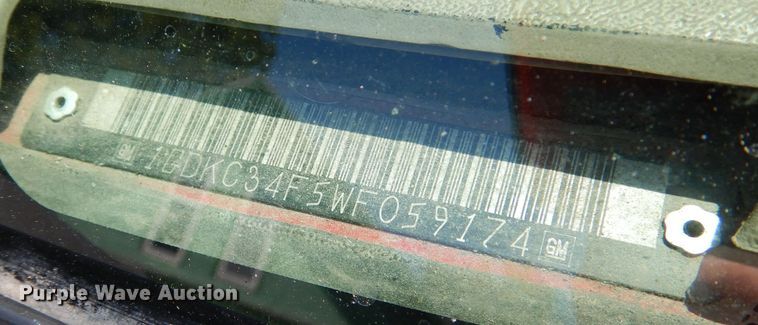 GM 1GDKC34F5WF059174 GM
Purple Wave Auction